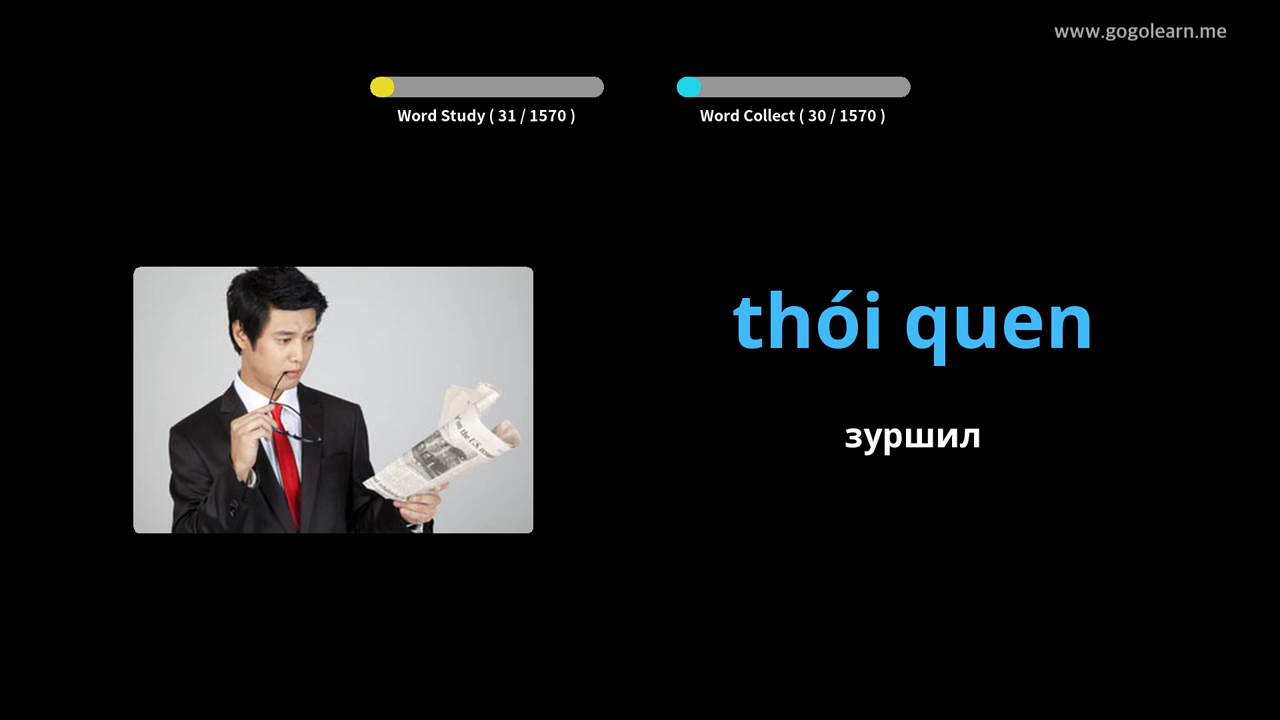 www.gogolearn.me
Word Study ( 31 / 1570 )
Word Collect ( 30 / 1570 )
thói quen
зуршил